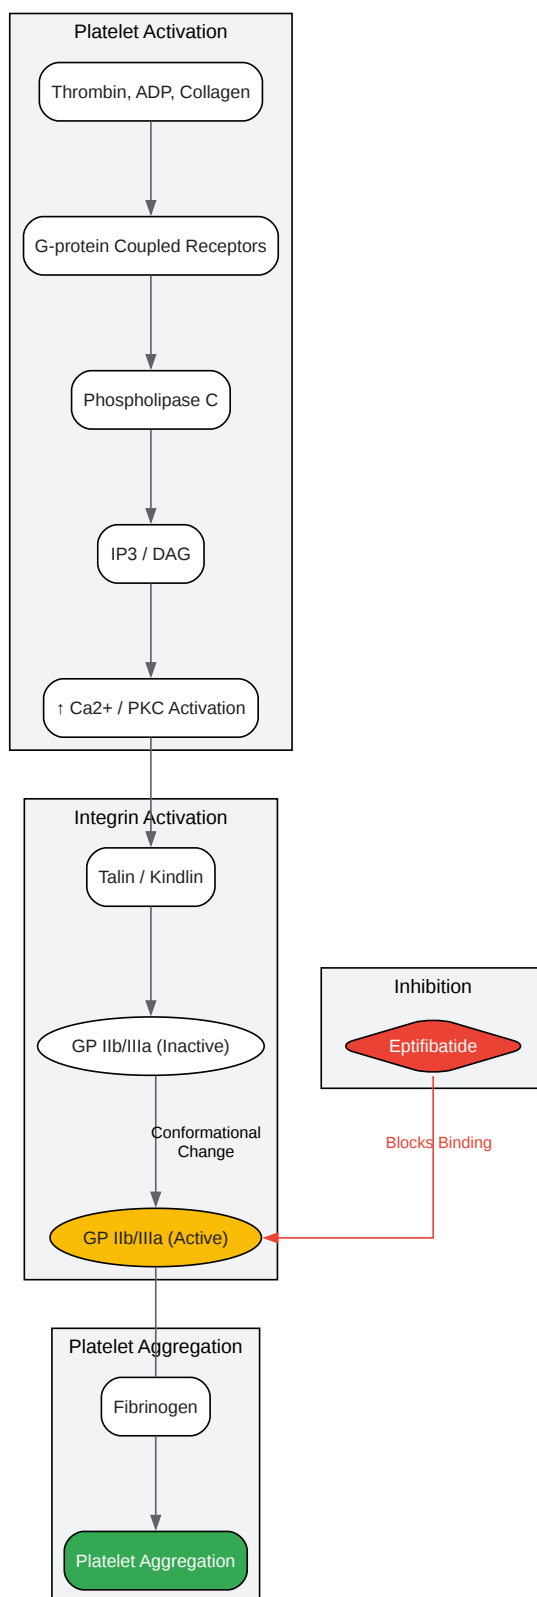 Platelet Activation
Thrombin, ADP, Collagen
G-protein Coupled Receptors
Phospholipase C
IP3 / DAG
↑ Ca2+ / PKC Activation
Integrin Activation
Talin / Kindlin
GP IIb/IIIa (Inactive)
Conformational
Change
GP IIb/IIIa (Active)
Inhibition
Eptifibatide
Blocks Binding
Platelet Aggregation
Fibrinogen
Platelet Aggregation